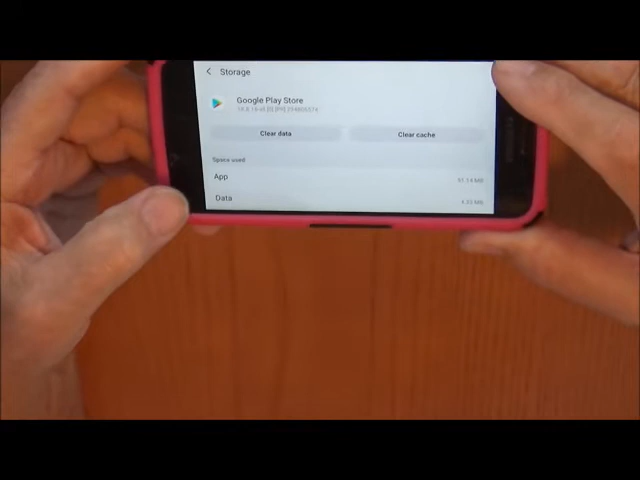 Storage
Google Play Store
Clear data
Clear cache
Space used
App
Data